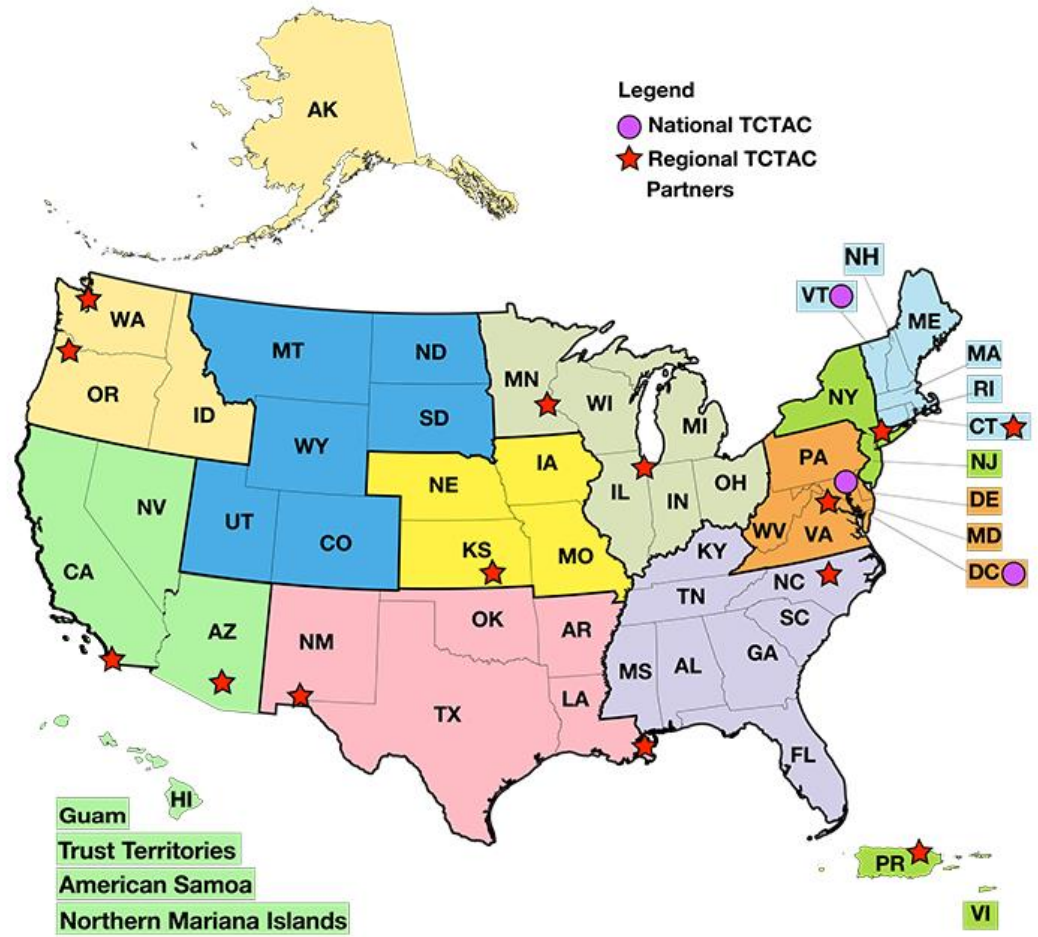 AK
Legend
National TCTAC
Regional TCTAC
Partners
NH
VT
ME
WA
MT
ND
MN
MA
RI
CT
OR
ID
SD
WI
MI
NY
WY
NJ
PA
IA
NE
OH
NV
UT
IL
IN
DE
CO
KS
MO
WV
VA
MD
KY
CA
DC
NC
TN
OK
AR
SC
AZ
NM
GA
MS
AL
LA
TX
FL
HI
Guam
Trust Territories
American Samoa
Northern Mariana Islands
PR
VI